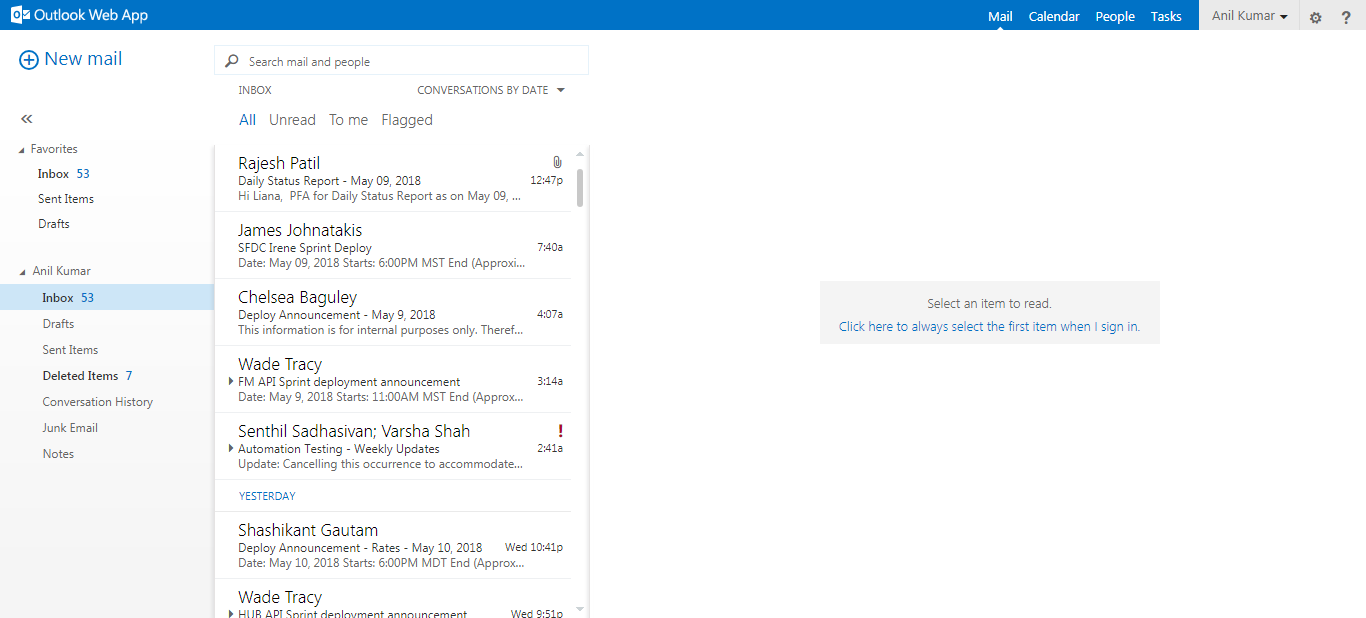 Outlook Web App
Mail Calendar People Tasks Anil Kumar ?
New mail
Search mail and people
INBOX CONVERSATIONS BY DATE
All Unread To me Flagged
Favorites
Inbox 53
Sent Items
Drafts
Anil Kumar
Inbox 53
Drafts
Sent Items
Deleted Items 7
Conversation History
Junk Email
Notes
Rajesh Patil
Daily Status Report - May 09, 2018 12:47p
Hi Liana, PFA for Daily Status Report as on May 09, ...
James Johnatakis
SFDC Irene Sprint Deploy 7:40a
Date: May 09, 2018 Starts: 6:00PM MST End (Approxi...
Chelsea Baguley
Deploy Announcement - May 9, 2018 4:07a
This information is for internal purposes only. Theref...
Wade Tracy
FM API Sprint deployment announcement 3:14a
Date: May 9, 2018 Starts: 11:00AM MST End (Approx...
Senthil Sadhasivan; Varsha Shah !
Automation Testing - Weekly Updates 2:41a
Update: Cancelling this occurrence to accommodate...
YESTERDAY
Shashikant Gautam
Deploy Announcement - Rates - May 10, 2018 Wed 10:41p
Date: May 10, 2018 Starts: 6:00PM MDT End (Approx...
Wade Tracy
HUB API Sprint deployment announcement Wed 9:51p
Select an item to read.
Click here to always select the first item when I sign in.